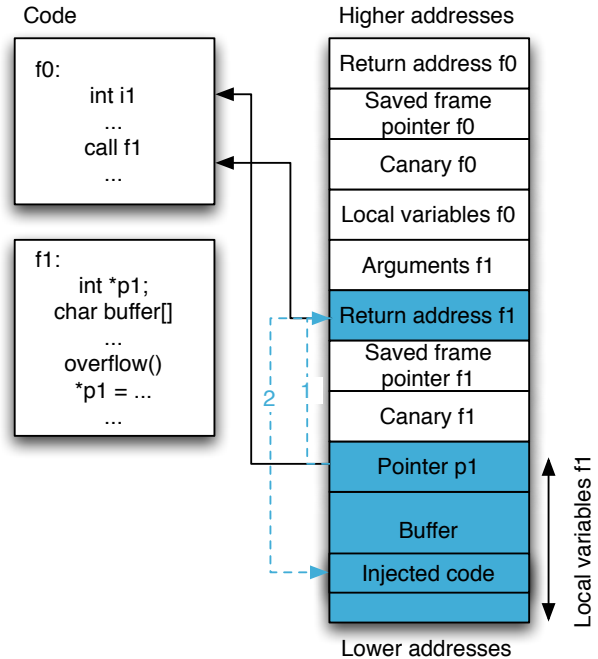 Code
f0:
int i1
...
call f1
...
f1:
int *p1;
char buffer[]
...
overflow()
*p1 = ...
...
Higher addresses
Return address f0
Saved frame
pointer f0
Canary f0
Local variables f0
Arguments f1
Return address f1
Saved frame
pointer f1
Canary f1
Pointer p1
Buffer
Injected code
Lower addresses
2
1
Local variables f1